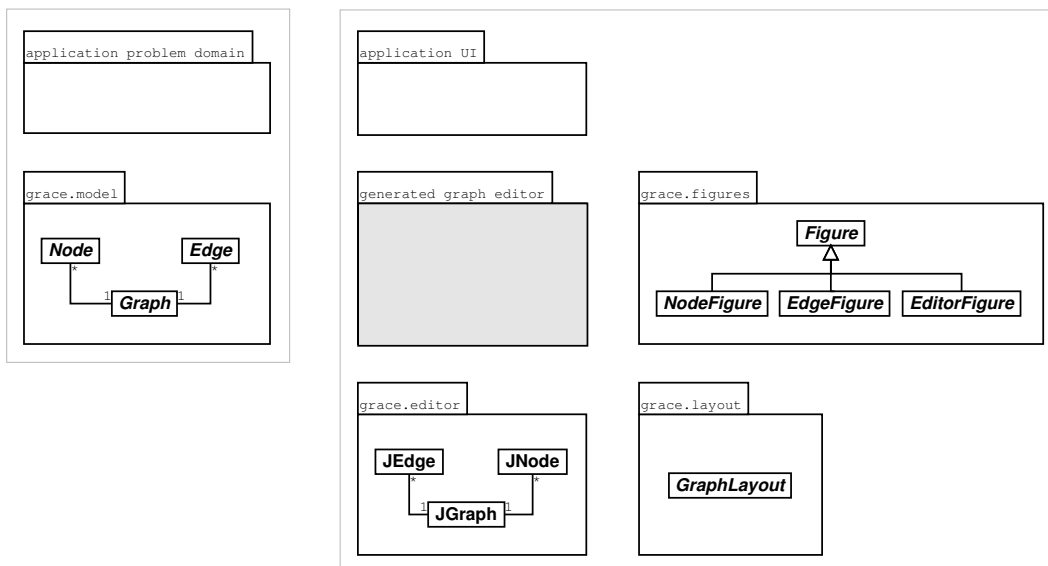 application problem domain
application UI
grace.model
Node
Edge
*
*
1
Graph
1
generated graph editor
grace.figures
Figure
NodeFigure
EdgeFigure
EditorFigure
grace.editor
JEdge
JNode
*
*
1
JGraph
1
grace.layout
GraphLayout